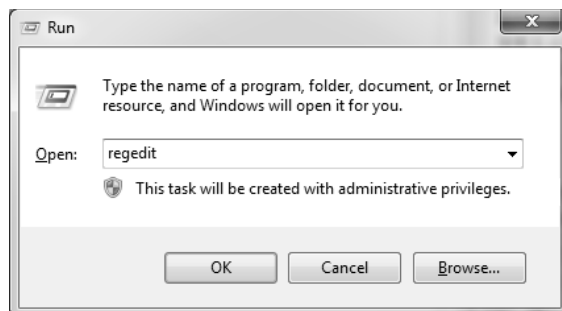 Run
x
Type the name of a program, folder, document, or Internet
resource, and Windows will open it for you.
Open: regedit
This task will be created with administrative privileges.
OK Cancel Browse...